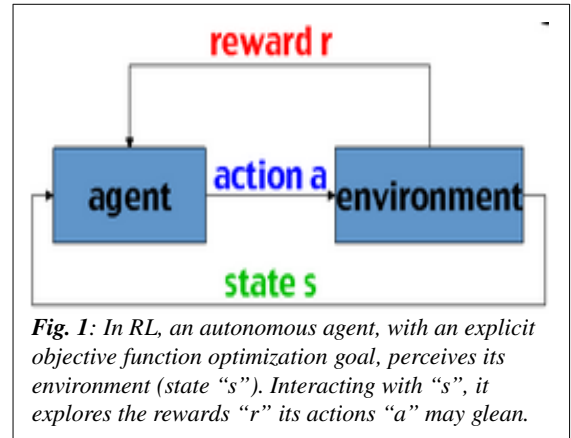 reward r
agent
action a
environment
state s
Fig. 1: In RL, an autonomous agent, with an explicit
objective function optimization goal, perceives its
environment (state “s”). Interacting with “s”, it
explores the rewards “r” its actions “a” may glean.